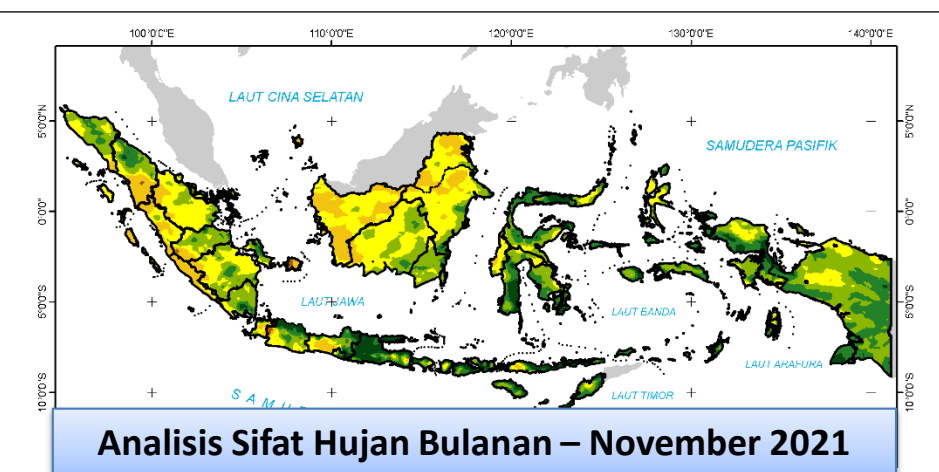 100°0'0"E 110°0'0"E 120°0'0"E 130°0'0"E 140°0'0"E
LAUT CINA SELATAN
5°0'0"N 5°0'0"N
SAMUDERA PASIFIK
0°0'0" 0°0'0"
LAUT JAWA
5°0'0"S 5°0'0"S
LAUT BANDA
LAUT ARAFURA
10°0'0"S 10°0'0"S
LAUT TIMOR
Analisis Sifat Hujan Bulanan – November 2021